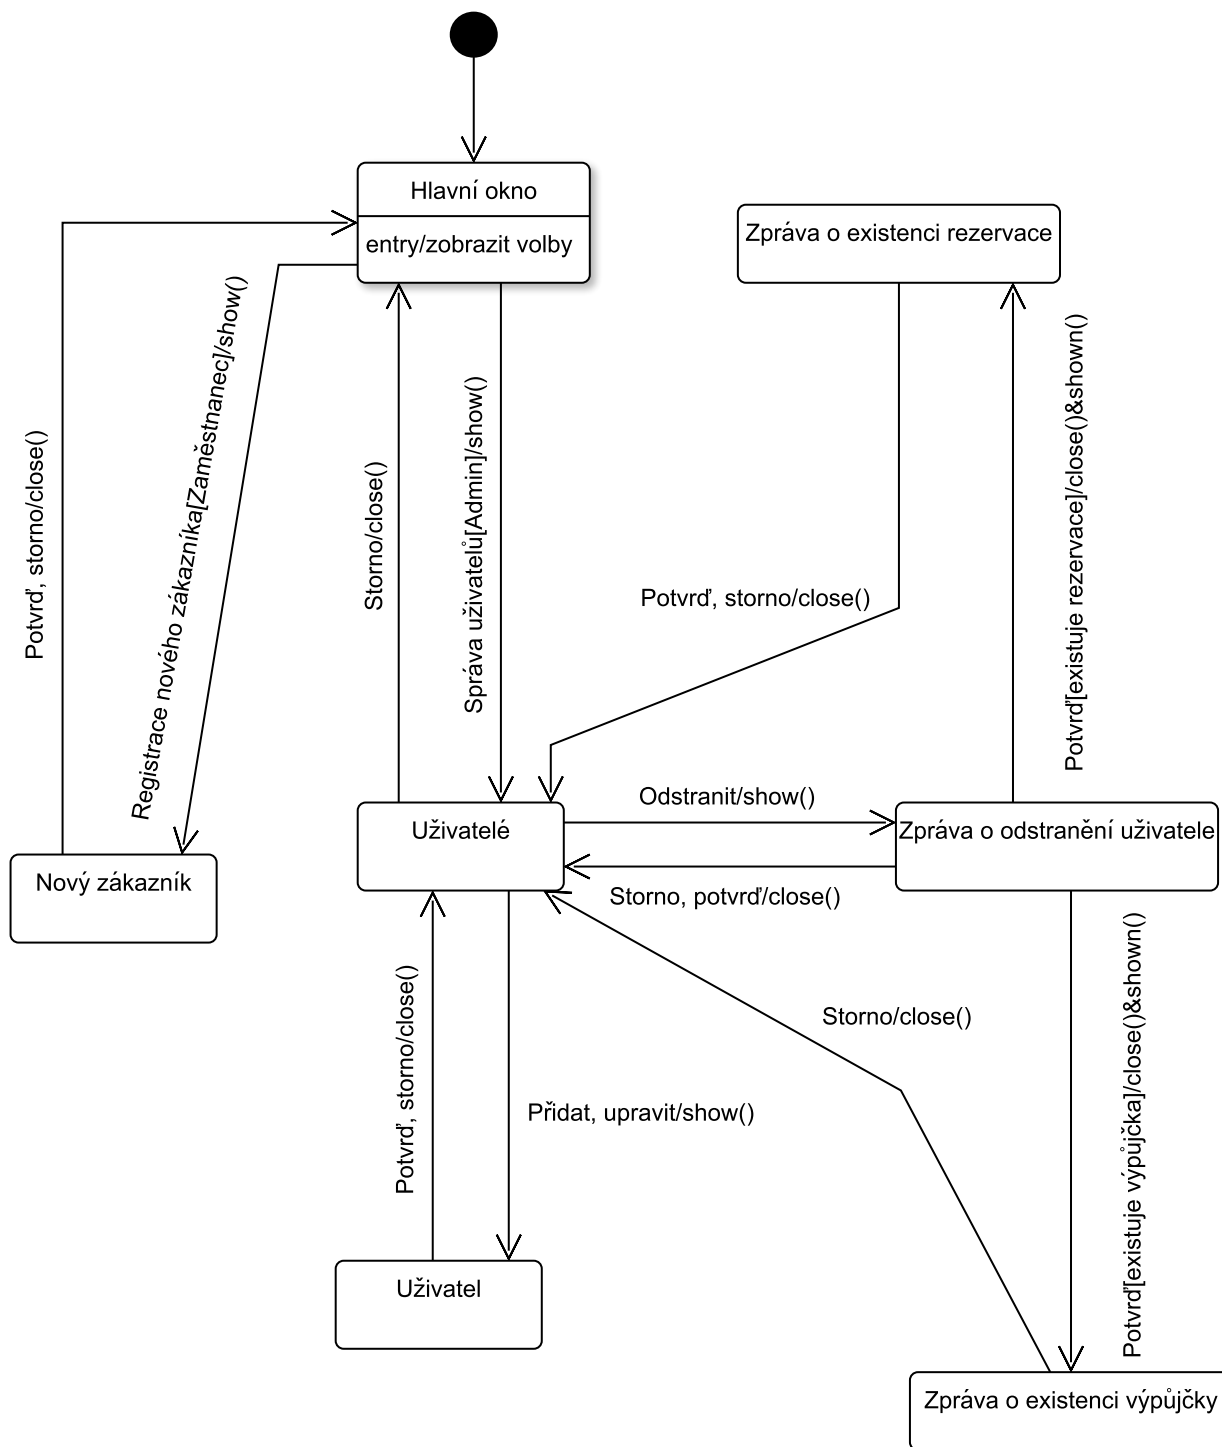 Hlavní okno
entry/zobrazit volby
Zpráva o existenci rezervace
Potvrď, storno/close()
Registrace nového zákazníka[Zaměstnanec]/show()
Storno/close()
Správa uživatelů[Admin]/show()
Potvrď, storno/close()
Potvrď[existuje rezervace]/close()&shown()
Uživatelé
Odstranit/show()
Zpráva o odstranění uživatele
Storno, potvrď/close()
Nový zákazník
Potvrď, storno/close()
Přidat, upravit/show()
Storno/close()
Potvrď[existuje výpůjčka]/close()&shown()
Uživatel
Zpráva o existenci výpůjčky